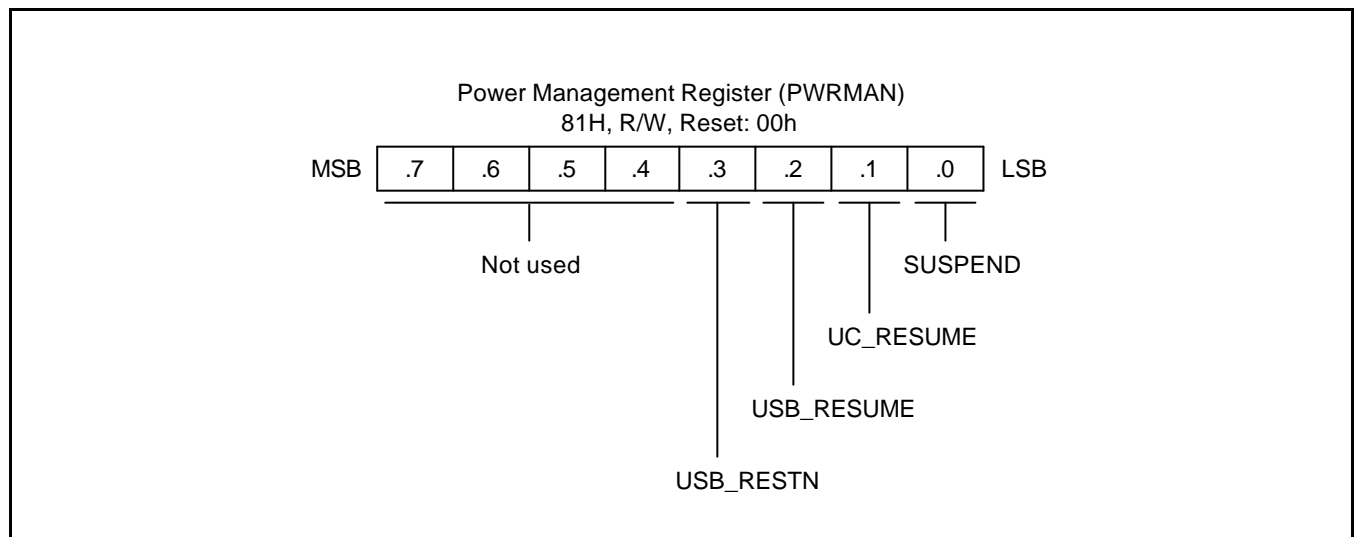 Power Management Register (PWRMAN)
81H, R/W, Reset: 00h
MSB .7 .6 .5 .4 .3 .2 .1 .0 LSB
Not used SUSPEND
UC_RESUME
USB_RESUME
USB_RESTN